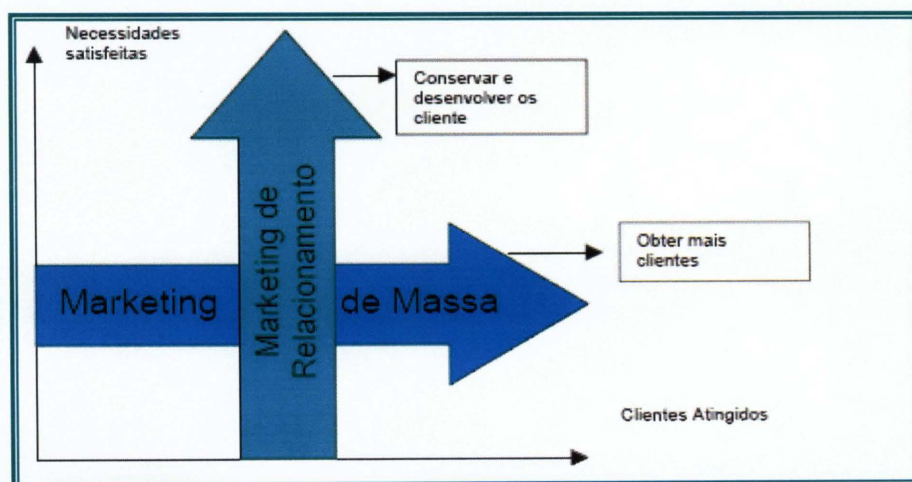 Necessidades
satisfeitas
Conservar e
desenvolver os
cliente
Marketing de
Relacionamento
Obter mais
clientes
Marketing de Massa
Clientes Atingidos